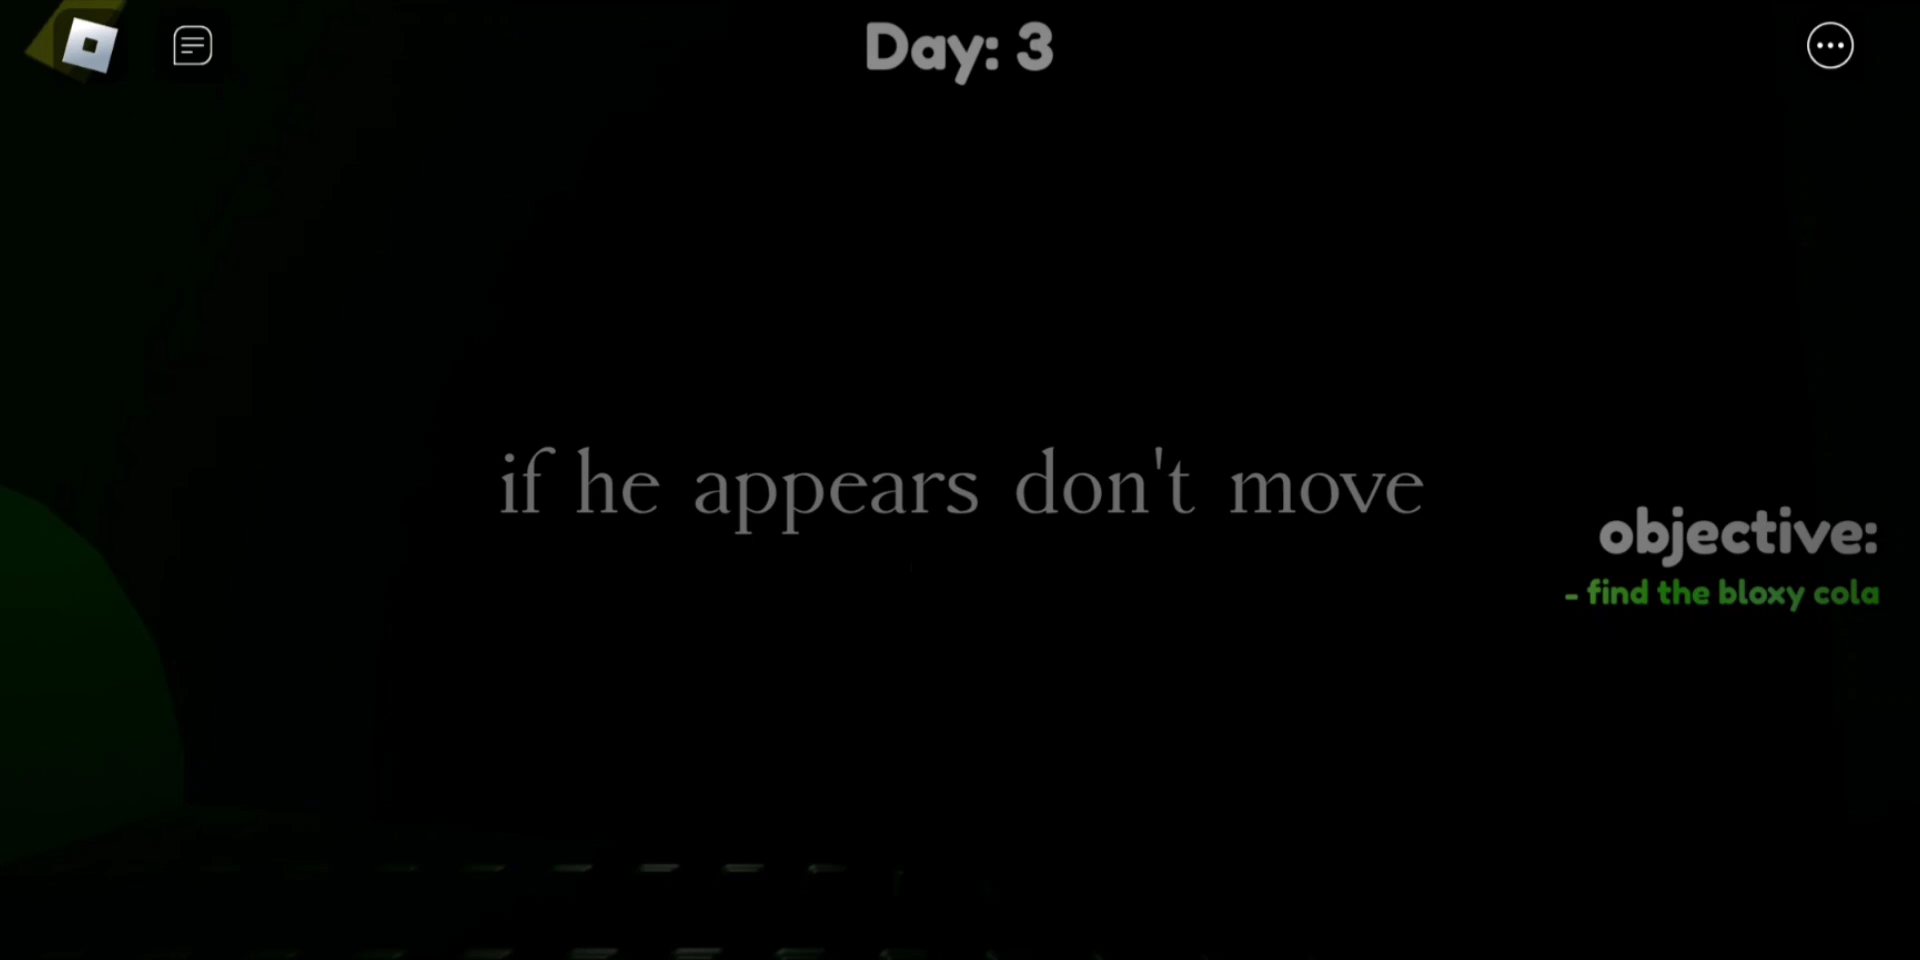 Day: 3
if he appears don't move
objective:
- find the bloxy cola